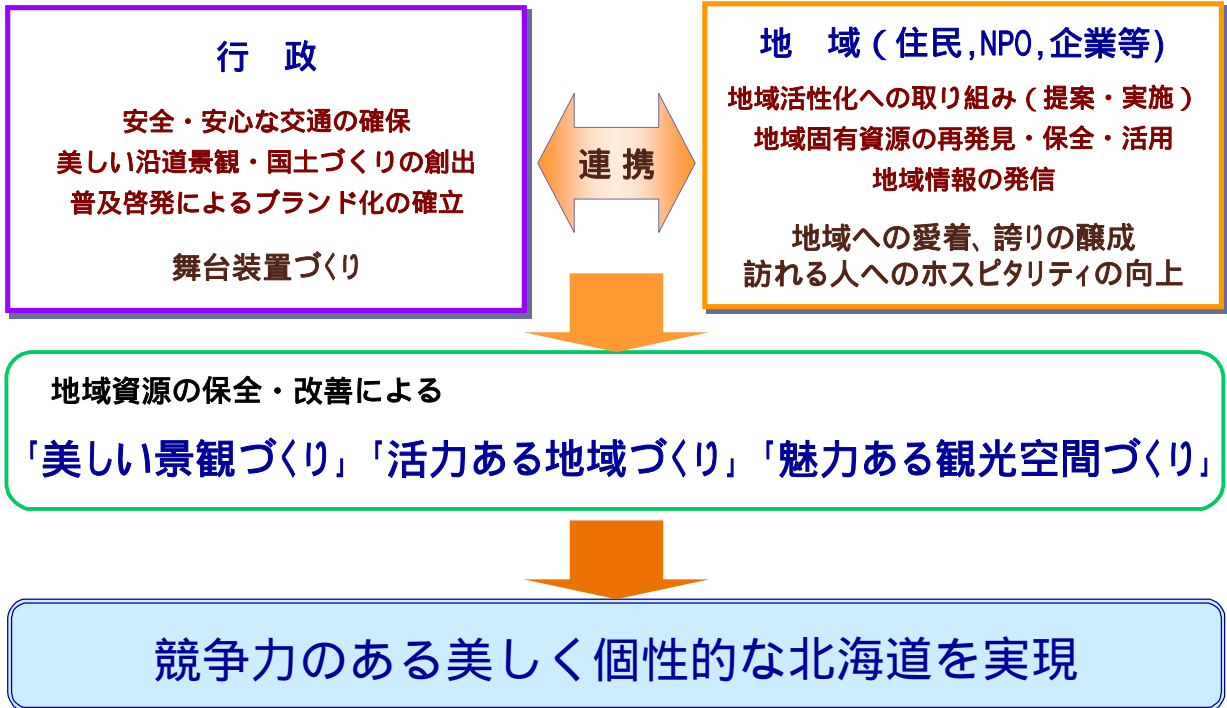 行　政
安全・安心な交通の確保
美しい沿道景観・国土づくりの創出
普及啓発によるブランド化の確立
舞台装置づくり
連 携
地　域（住民,NPO,企業等)
地域活性化への取り組み（提案・実施）
地域固有資源の再発見・保全・活用
地域情報の発信
地域への愛着、誇りの醸成
訪れる人へのホスピタリティの向上
地域資源の保全・改善による
「美しい景観づくり」「活力ある地域づくり」「魅力ある観光空間づくり」
競争力のある美しく個性的な北海道を実現